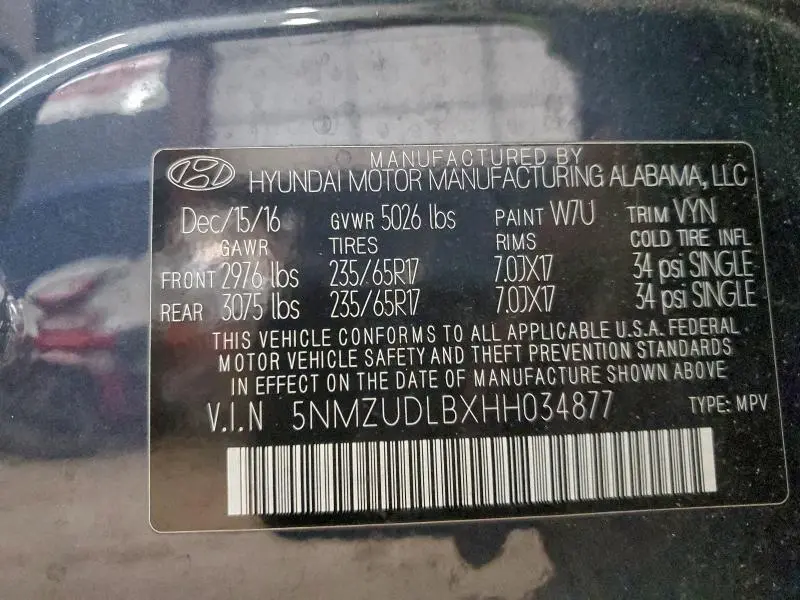 MANUFACTURED BY
HYUNDAI MOTOR MANUFACTURING ALABAMA, LLC
Dec/15/16 GVWR 5026 lbs PAINT W7U TRIM VYN
GAWR TIRES RIMS COLD TIRE INFL
FRONT 2976 lbs 235/65R17 7.0JX17 34 psi SINGLE
REAR 3075 lbs 235/65R17 7.0JX17 34 psi SINGLE
THIS VEHICLE CONFORMS TO ALL APPLICABLE U.S.A. FEDERAL
MOTOR VEHICLE SAFETY AND THEFT PREVENTION STANDARDS
IN EFFECT ON THE DATE OF MANUFACTURE SHOWN ABOVE
V.I.N 5NMZUDLBXHH034877 TYPE: MPV